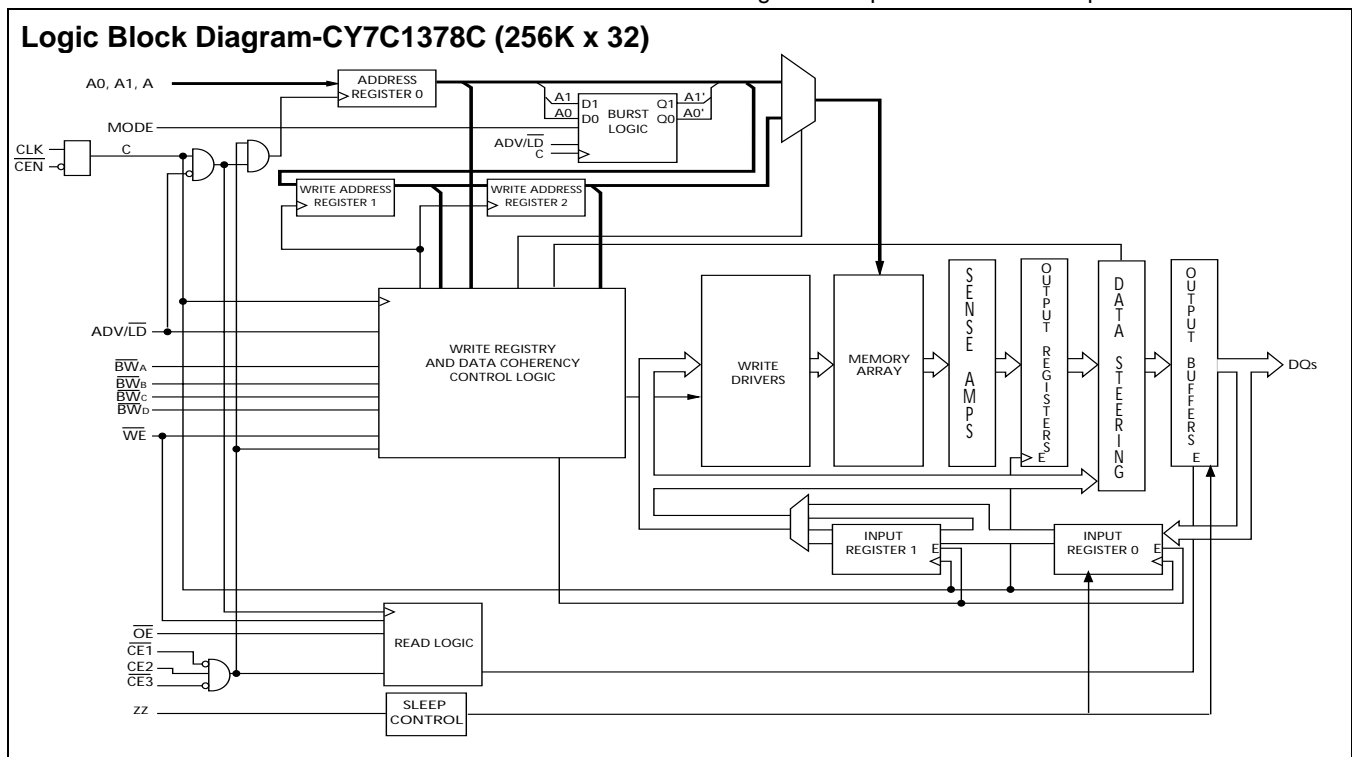 Logic Block Diagram-CY7C1378C (256K x 32)
A0, A1, A
ADDRESS
REGISTER 0
A1
A0
D1
D0
BURST
LOGIC
Q1
Q0
A1'
A0'
MODE
ADV/LD
C
CLK
CEN
C
WRITE ADDRESS
REGISTER 1
WRITE ADDRESS
REGISTER 2
ADV/LD
BWA
BWB
BWC
BWD
WE
WRITE REGISTRY
AND DATA COHERENCY
CONTROL LOGIC
WRITE
DRIVERS
MEMORY
ARRAY
SENSE AMPS
OUTPUT REGISTERS
E
DATA STEERING
OUTPUT BUFFERS
E
DQs
INPUT
REGISTER 1
E
INPUT
REGISTER 0
E
OE
CE1
CE2
CE3
READ LOGIC
ZZ
SLEEP
CONTROL